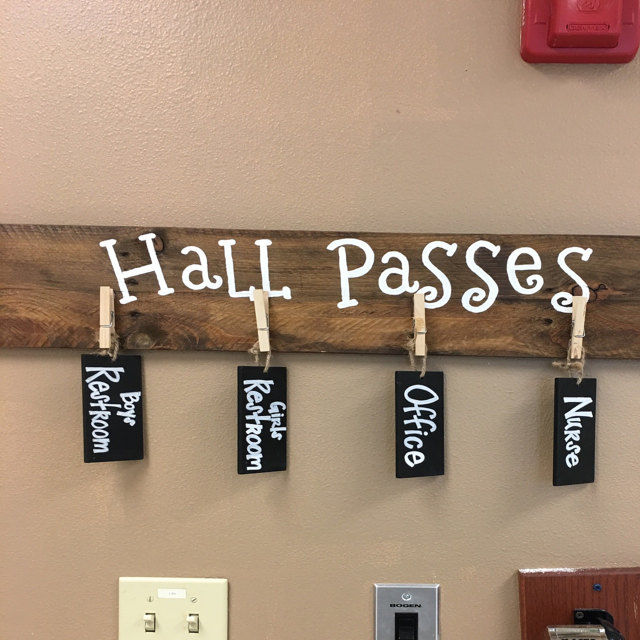 Hall Passes
Boys
Restroom
Girls
Restroom
Office
Nurse
BOGEN